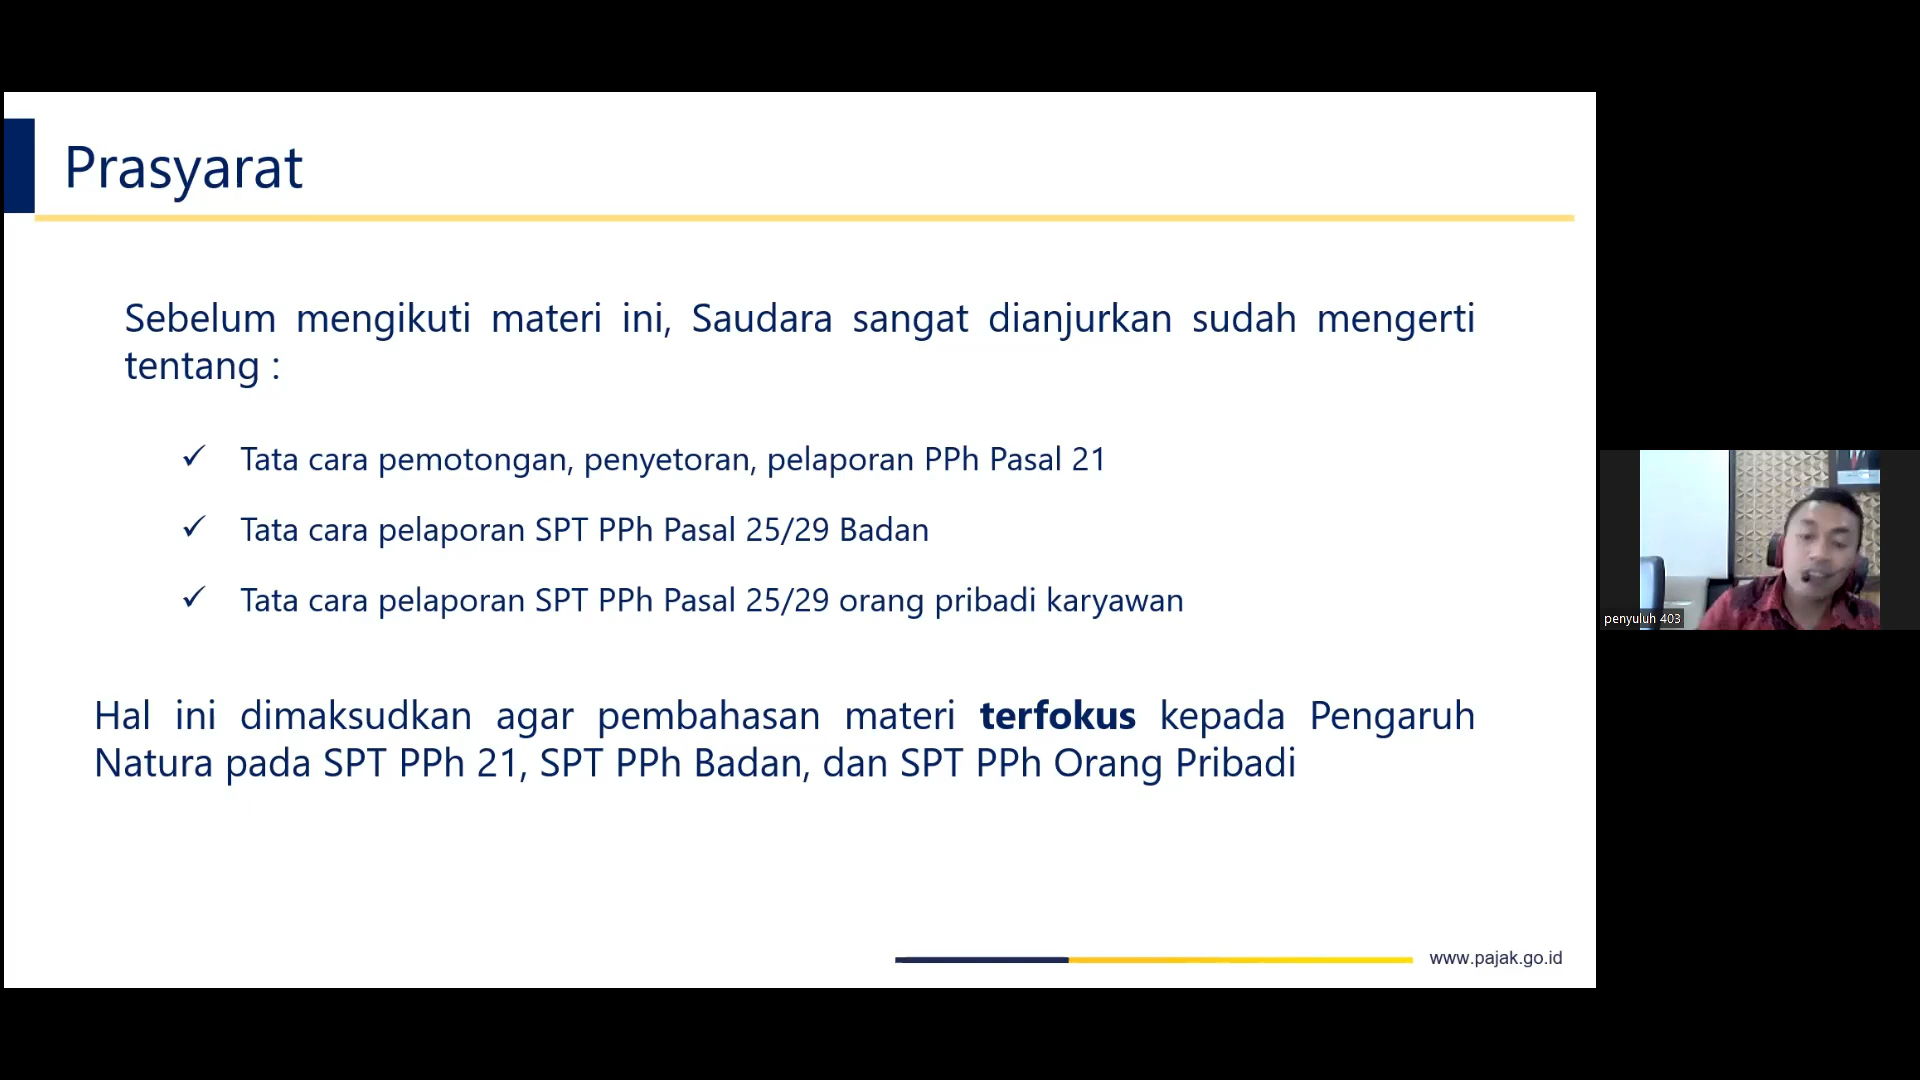 Prasyarat
Sebelum mengikuti materi ini, Saudara sangat dianjurkan sudah mengerti
tentang :
✓ Tata cara pemotongan, penyetoran, pelaporan PPh Pasal 21
✓ Tata cara pelaporan SPT PPh Pasal 25/29 Badan
✓ Tata cara pelaporan SPT PPh Pasal 25/29 orang pribadi karyawan
Hal ini dimaksudkan agar pembahasan materi terfokus kepada Pengaruh
Natura pada SPT PPh 21, SPT PPh Badan, dan SPT PPh Orang Pribadi
www.pajak.go.id
penyuluh 403